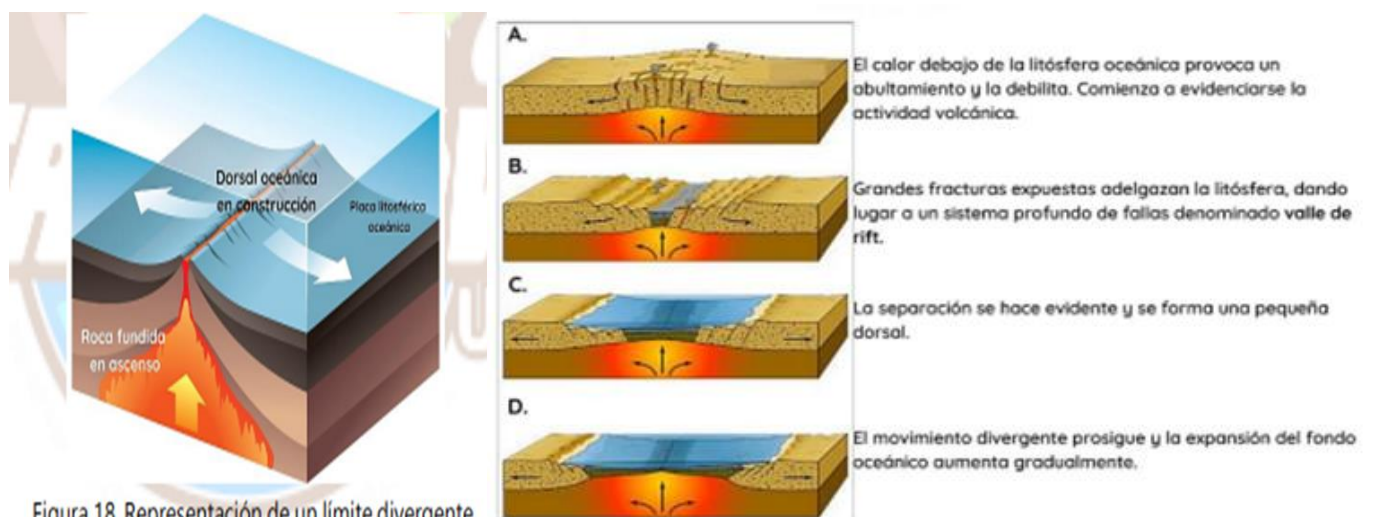 Dorsal oceánica
en construcción
Placa litosférica
oceánica
Roca fundida
en ascenso
Figura 18. Representación de un límite divergente
A.
El calor debajo de la litósfera oceánica provoca un
abultamiento y la debilita. Comienza a evidenciarse la
actividad volcánica.
B.
Grandes fracturas expuestas adelgazan la litósfera, dando
lugar a un sistema profundo de fallas denominado valle de
rift.
C.
La separación se hace evidente y se forma una pequeña
dorsal.
D.
El movimiento divergente prosigue y la expansión del fondo
oceánico aumenta gradualmente.